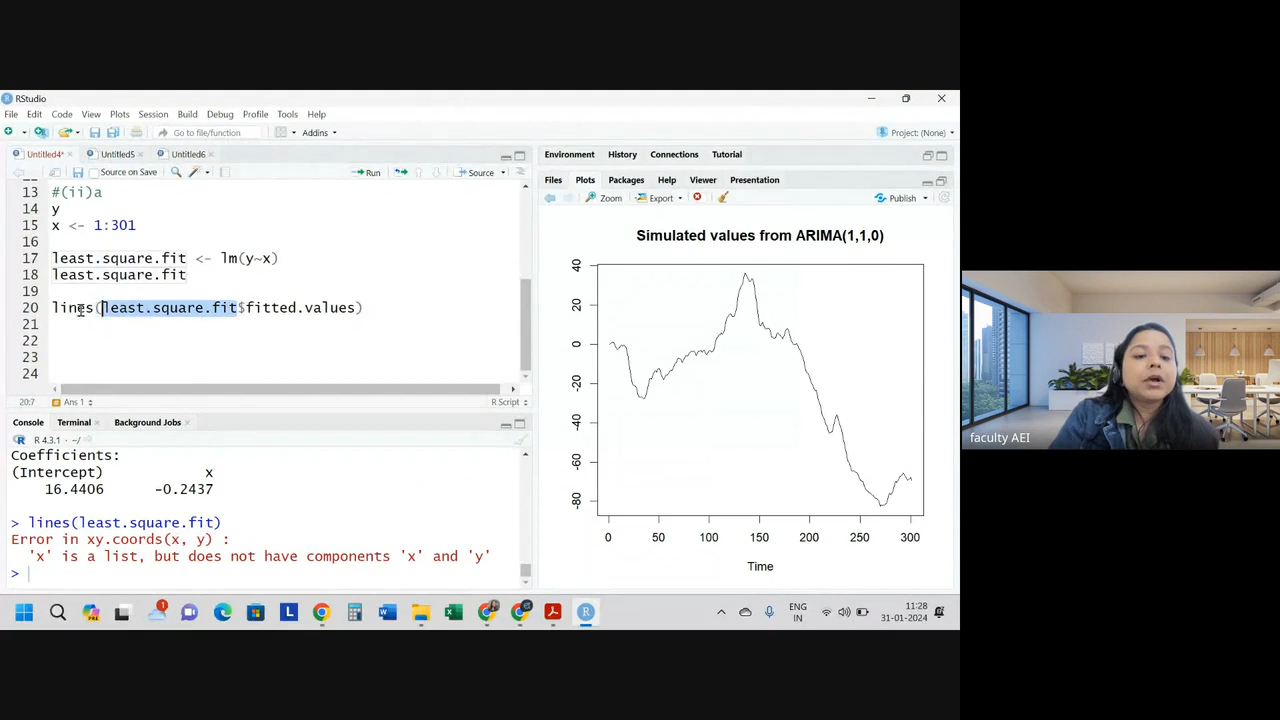 RStudio
File Edit Code View Plots Session Build Debug Profile Tools Help
Go to file/function
Addins
Project: (None)
Untitled4*
Untitled5
Untitled6
Source on Save
Run
Source
13 #(ii)a
14 y
15 x <- 1:301
16
17 least.square.fit <- lm(y~x)
18 least.square.fit
19
20 lines(least.square.fit$fitted.values)
21
22
23
24
20:7
Ans 1
R Script
Console Terminal Background Jobs
R 4.3.1 · ~/
Coefficients:
(Intercept) x
16.4406 -0.2437
> lines(least.square.fit)
Error in xy.coords(x, y) :
'x' is a list, but does not have components 'x' and 'y'
>
Environment History Connections Tutorial
Files Plots Packages Help Viewer Presentation
Zoom
Export
Publish
Simulated values from ARIMA(1,1,0)
40
20
0
-20
-40
-60
-80
0 50 100 150 200 250 300
Time
faculty AEI
1
PRE
L
W
X
R
ENG
IN
11:28
31-01-2024